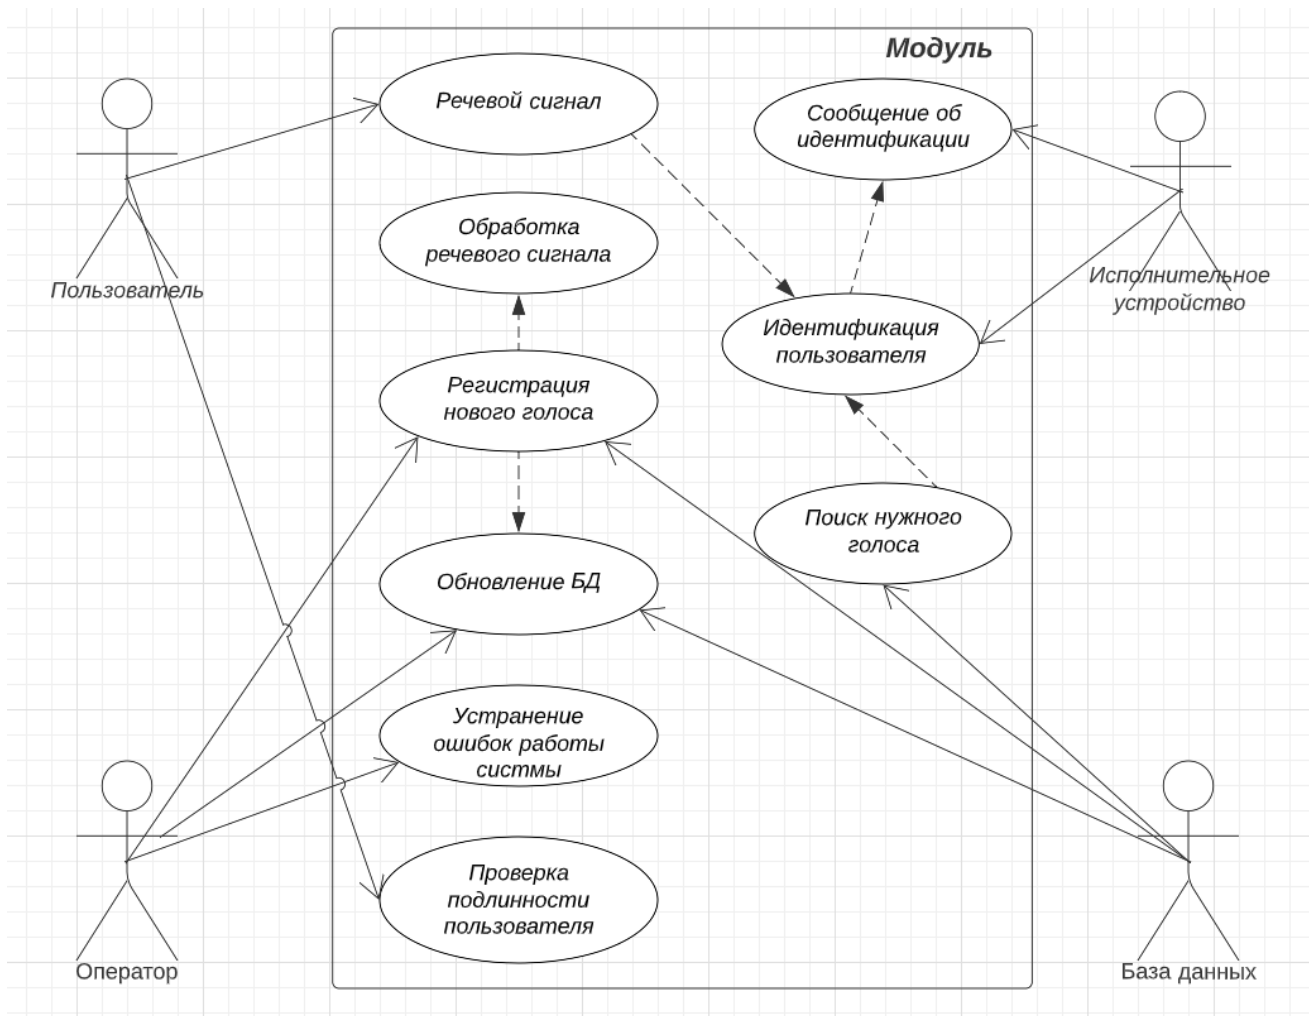 Модуль
Речевой сигнал
Сообщение об
идентификации
Обработка
речевого сигнала
Пользователь
Исполнительное
устройство
Идентификация
пользователя
Регистрация
нового голоса
Поиск нужного
голоса
Обновление БД
Устранение
ошибок работы
систмы
Проверка
подлинности
пользователя
Оператор
База данных